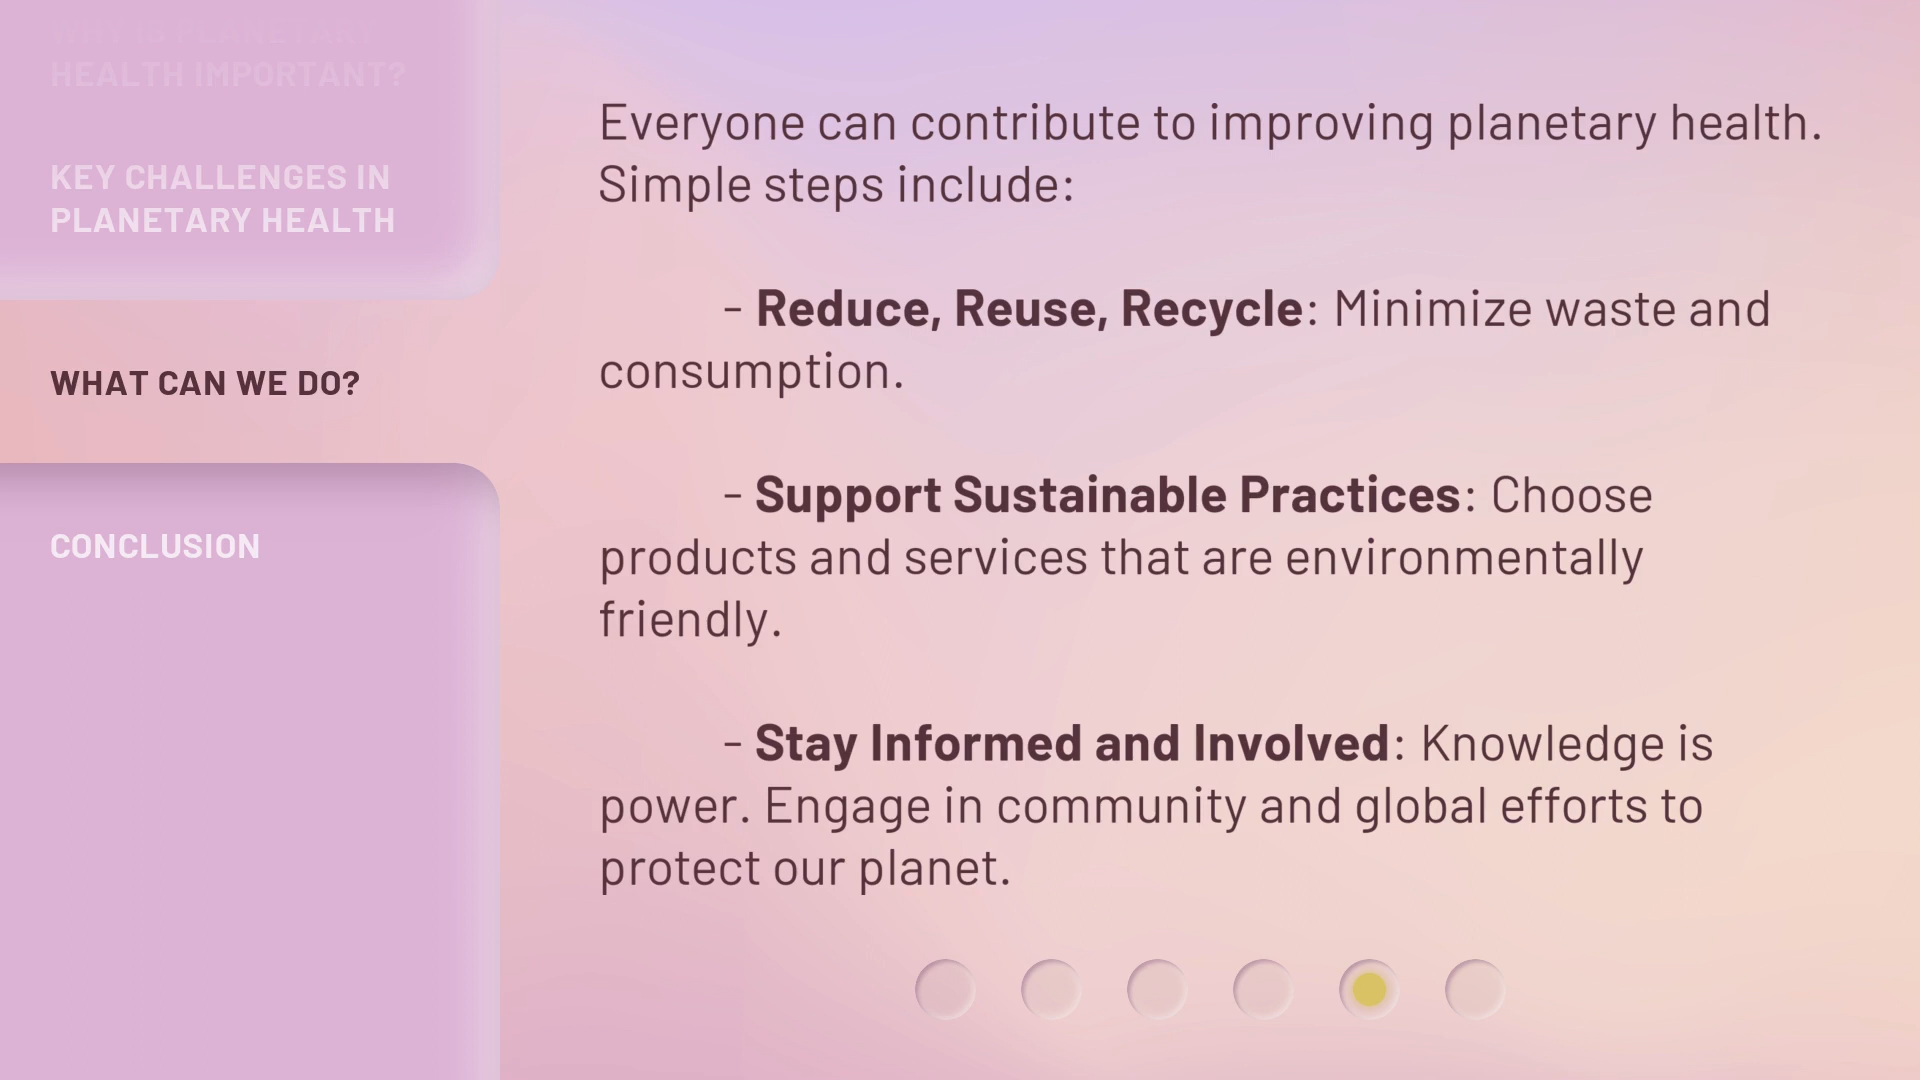 WHY IS PLANETARY
HEALTH IMPORTANT?
KEY CHALLENGES IN
PLANETARY HEALTH
WHAT CAN WE DO?
CONCLUSION
Everyone can contribute to improving planetary health.
Simple steps include:
- Reduce, Reuse, Recycle: Minimize waste and
consumption.
- Support Sustainable Practices: Choose
products and services that are environmentally
friendly.
- Stay Informed and Involved: Knowledge is
power. Engage in community and global efforts to
protect our planet.